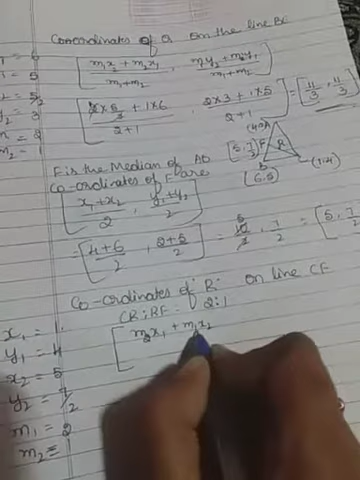 Co-ordinates of Q on the line BC
[ m₁x₂ + m₂x₁ / m₁+m₂ , m₁y₂+m₂y₁ / m₁+m₂ ]
[ 2×5/2 + 1×6 / 2+1 , 2×3 + 1×5 / 2+1 ] = [ 11/3 , 11/3 ]
F is the Median of AD
Co-ordinates of F are
[ x₁+x₂ / 2 , y₁+y₂ / 2 ]
= [ 4+6 / 2 , 2+5 / 2 ] = 10/2 , 7/2 = [ 5, 7/2
Co-ordinates of R: on line CF
CR:RF = 2:1
[ m₂x₁ + m₁x₂
x₁ = 1
y₁ = 4
x₂ = 5
y₂ = 7/2
m₁ = 2
m₂ =